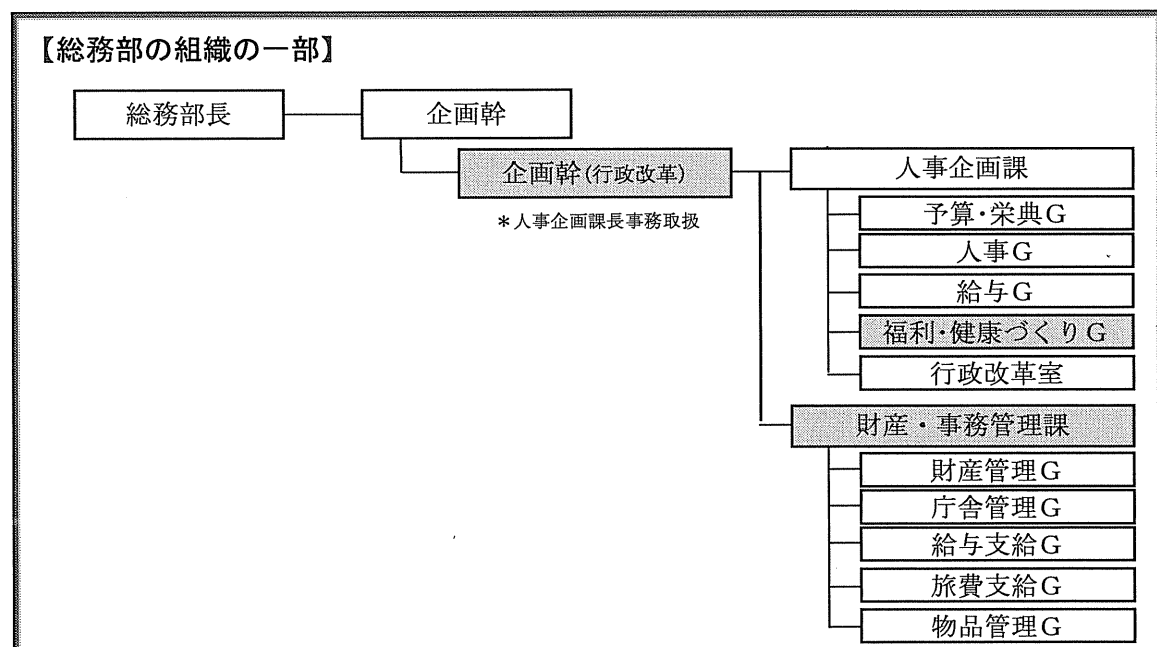 【総務部の組織の一部】
総務部長
企画幹
企画幹(行政改革)
＊人事企画課長事務取扱
人事企画課
予算・栄典G
人事G
給与G
福利・健康づくりG
行政改革室
財産・事務管理課
財産管理G
庁舎管理G
給与支給G
旅費支給G
物品管理G